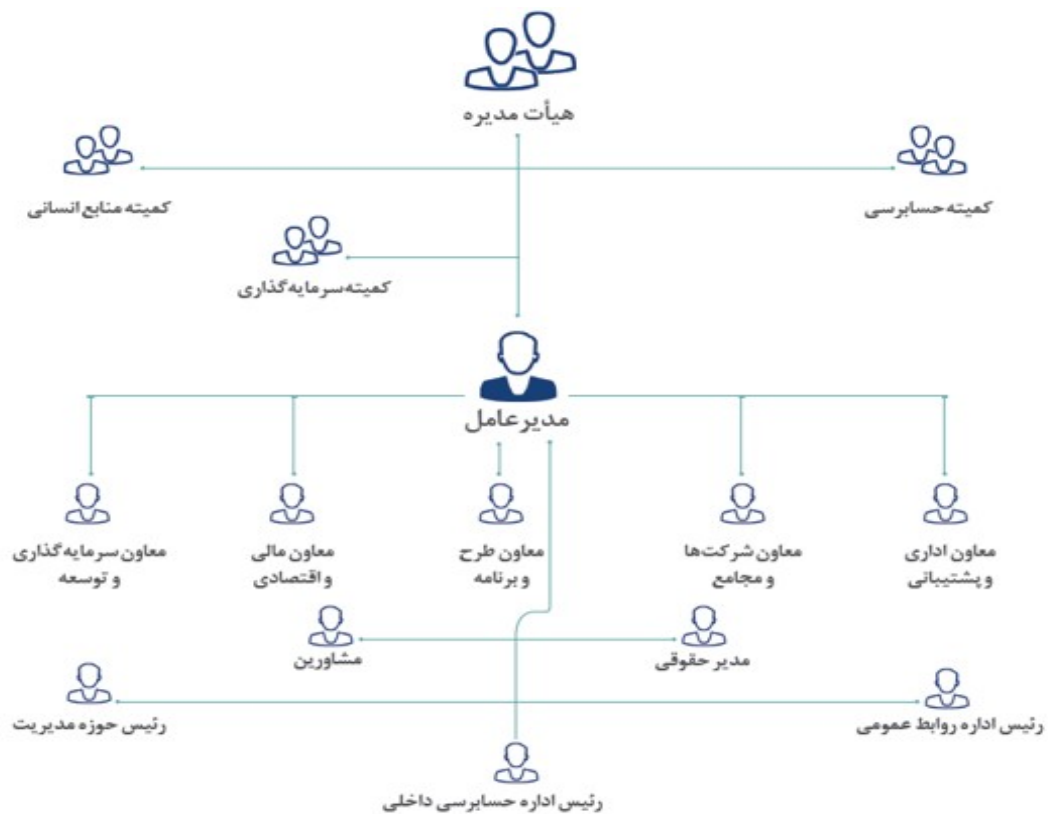 هیأت مدیره
کمیته حسابرسی
کمیته منابع انسانی
کمیته سرمایه‌گذاری
مدیرعامل
معاون اداری
و پشتیبانی
معاون شرکت‌ها
و مجامع
معاون طرح
و برنامه
معاون مالی
و اقتصادی
معاون سرمایه‌گذاری
و توسعه
مدیر حقوقی
مشاورین
رئیس اداره روابط عمومی
رئیس حوزه مدیریت
رئیس اداره حسابرسی داخلی